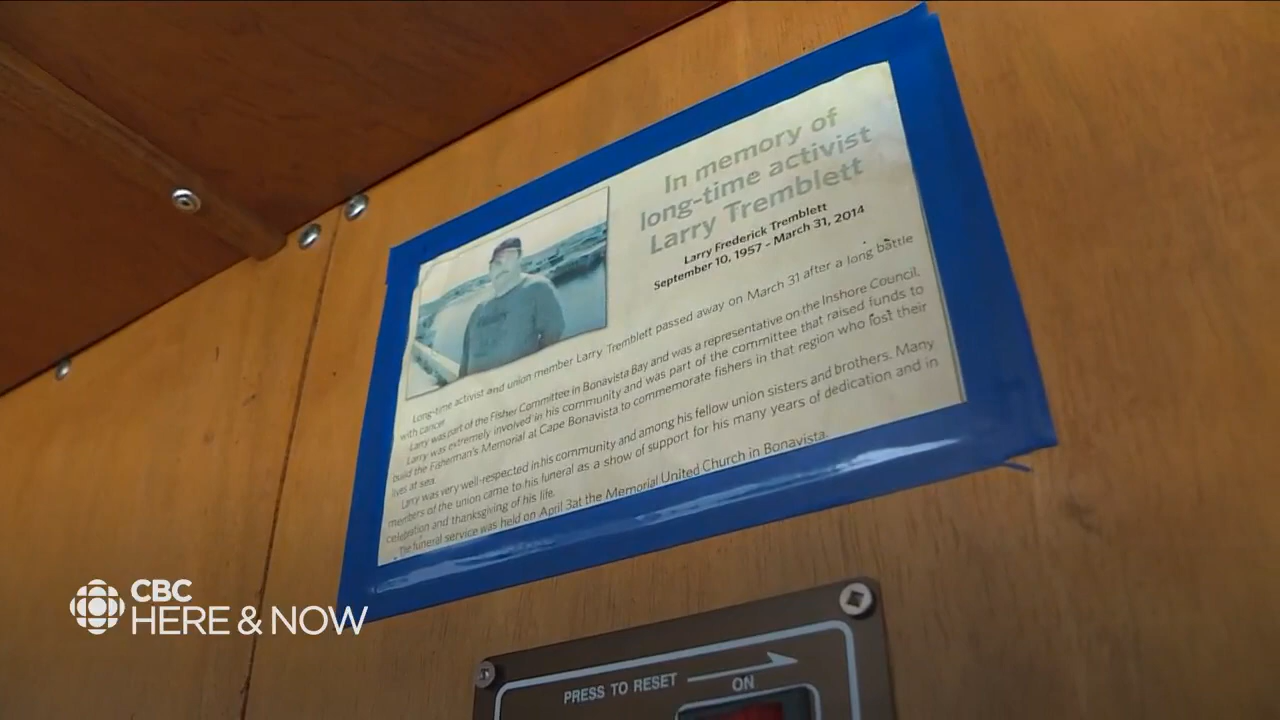 In memory of
long-time activist
Larry Tremblett
Larry Frederick Tremblett
September 10, 1957 - March 31, 2014
Long-time activist and union member Larry Tremblett passed away on March 31 after a long battle
with cancer.
Larry was part of the Fisher Committee in Bonavista Bay and was a representative on the Inshore Council.
Larry was extremely involved in his community and was part of the committee that raised funds to
build the Fisherman's Memorial at Cape Bonavista to commemorate fishers in that region who lost their
lives at sea.
Larry was very well-respected in his community and among his fellow union sisters and brothers. Many
members of the union came to his funeral as a show of support for his many years of dedication and in
celebration and thanksgiving of his life.
The funeral service was held on April 3at the Memorial United Church in Bonavista.
CBC
HERE & NOW
PRESS TO RESET
ON